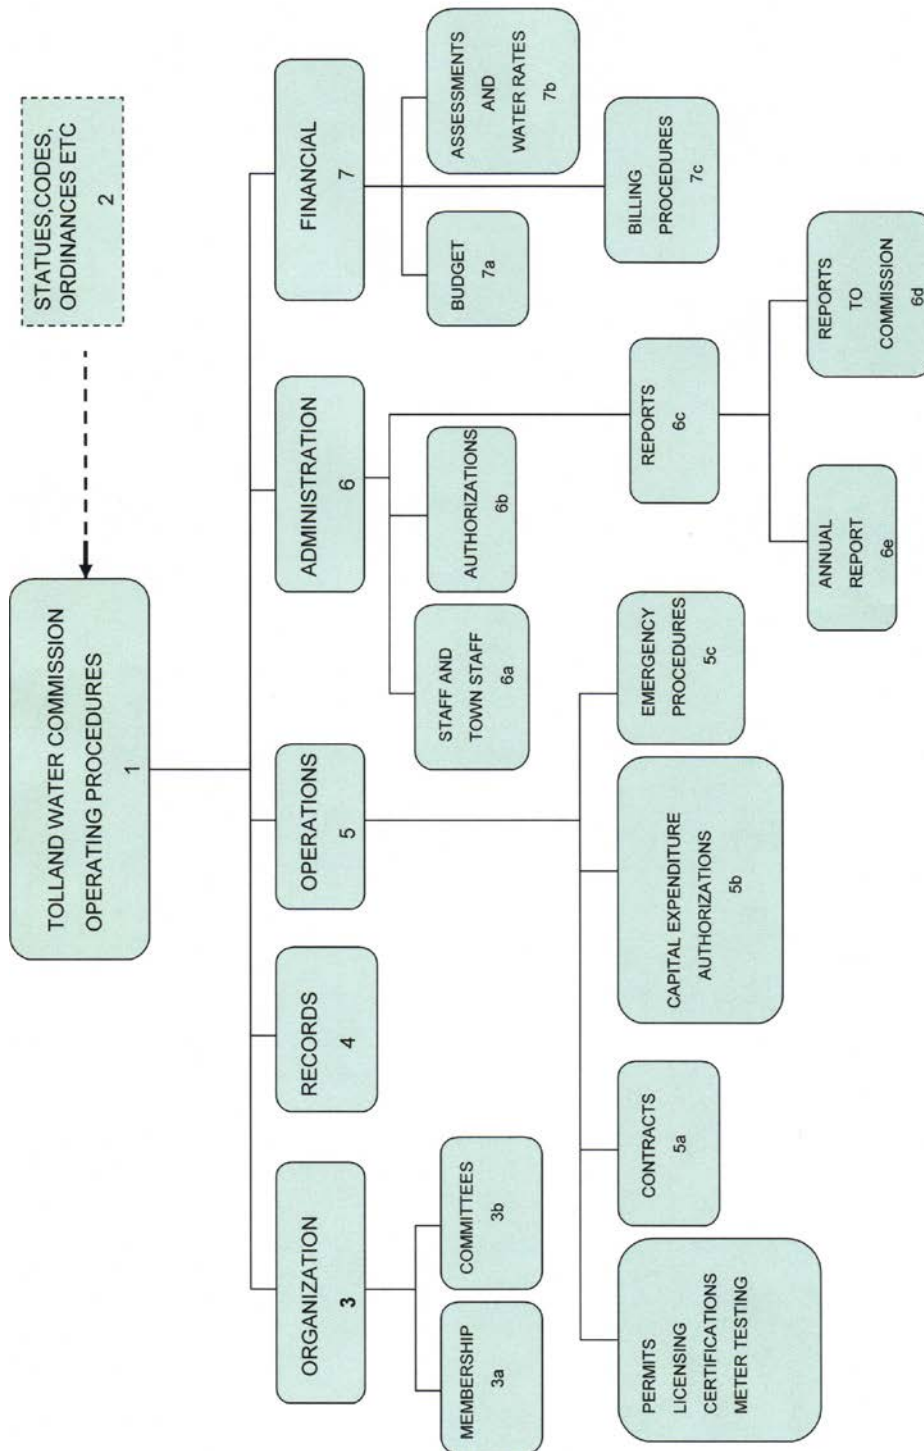 TOLLAND WATER COMMISSION
OPERATING PROCEDURES
1
STATUES,CODES,
ORDINANCES ETC
2
ORGANIZATION
3
RECORDS
4
OPERATIONS
5
ADMINISTRATION
6
FINANCIAL
7
MEMBERSHIP
3a
COMMITTEES
3b
STAFF AND
TOWN STAFF
6a
AUTHORIZATIONS
6b
BUDGET
7a
ASSESSMENTS
AND
WATER RATES
7b
PERMITS
LICENSING
CERTIFICATIONS
METER TESTING
CONTRACTS
5a
CAPITAL EXPENDITURE
AUTHORIZATIONS
5b
EMERGENCY
PROCEDURES
5c
REPORTS
6c
BILLING
PROCEDURES
7c
ANNUAL
REPORT
6e
REPORTS
TO
COMMISSION
6d